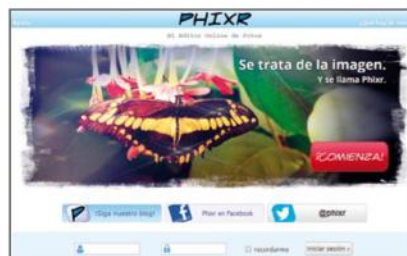 PHIXR
El Editor Online de Fotos
Se trata de la imagen.
Y se llama Phixr.
¡COMIENZA!
¡Siga nuestro blog!
Phixr en Facebook
@phixr
recordarme
Iniciar sesión »